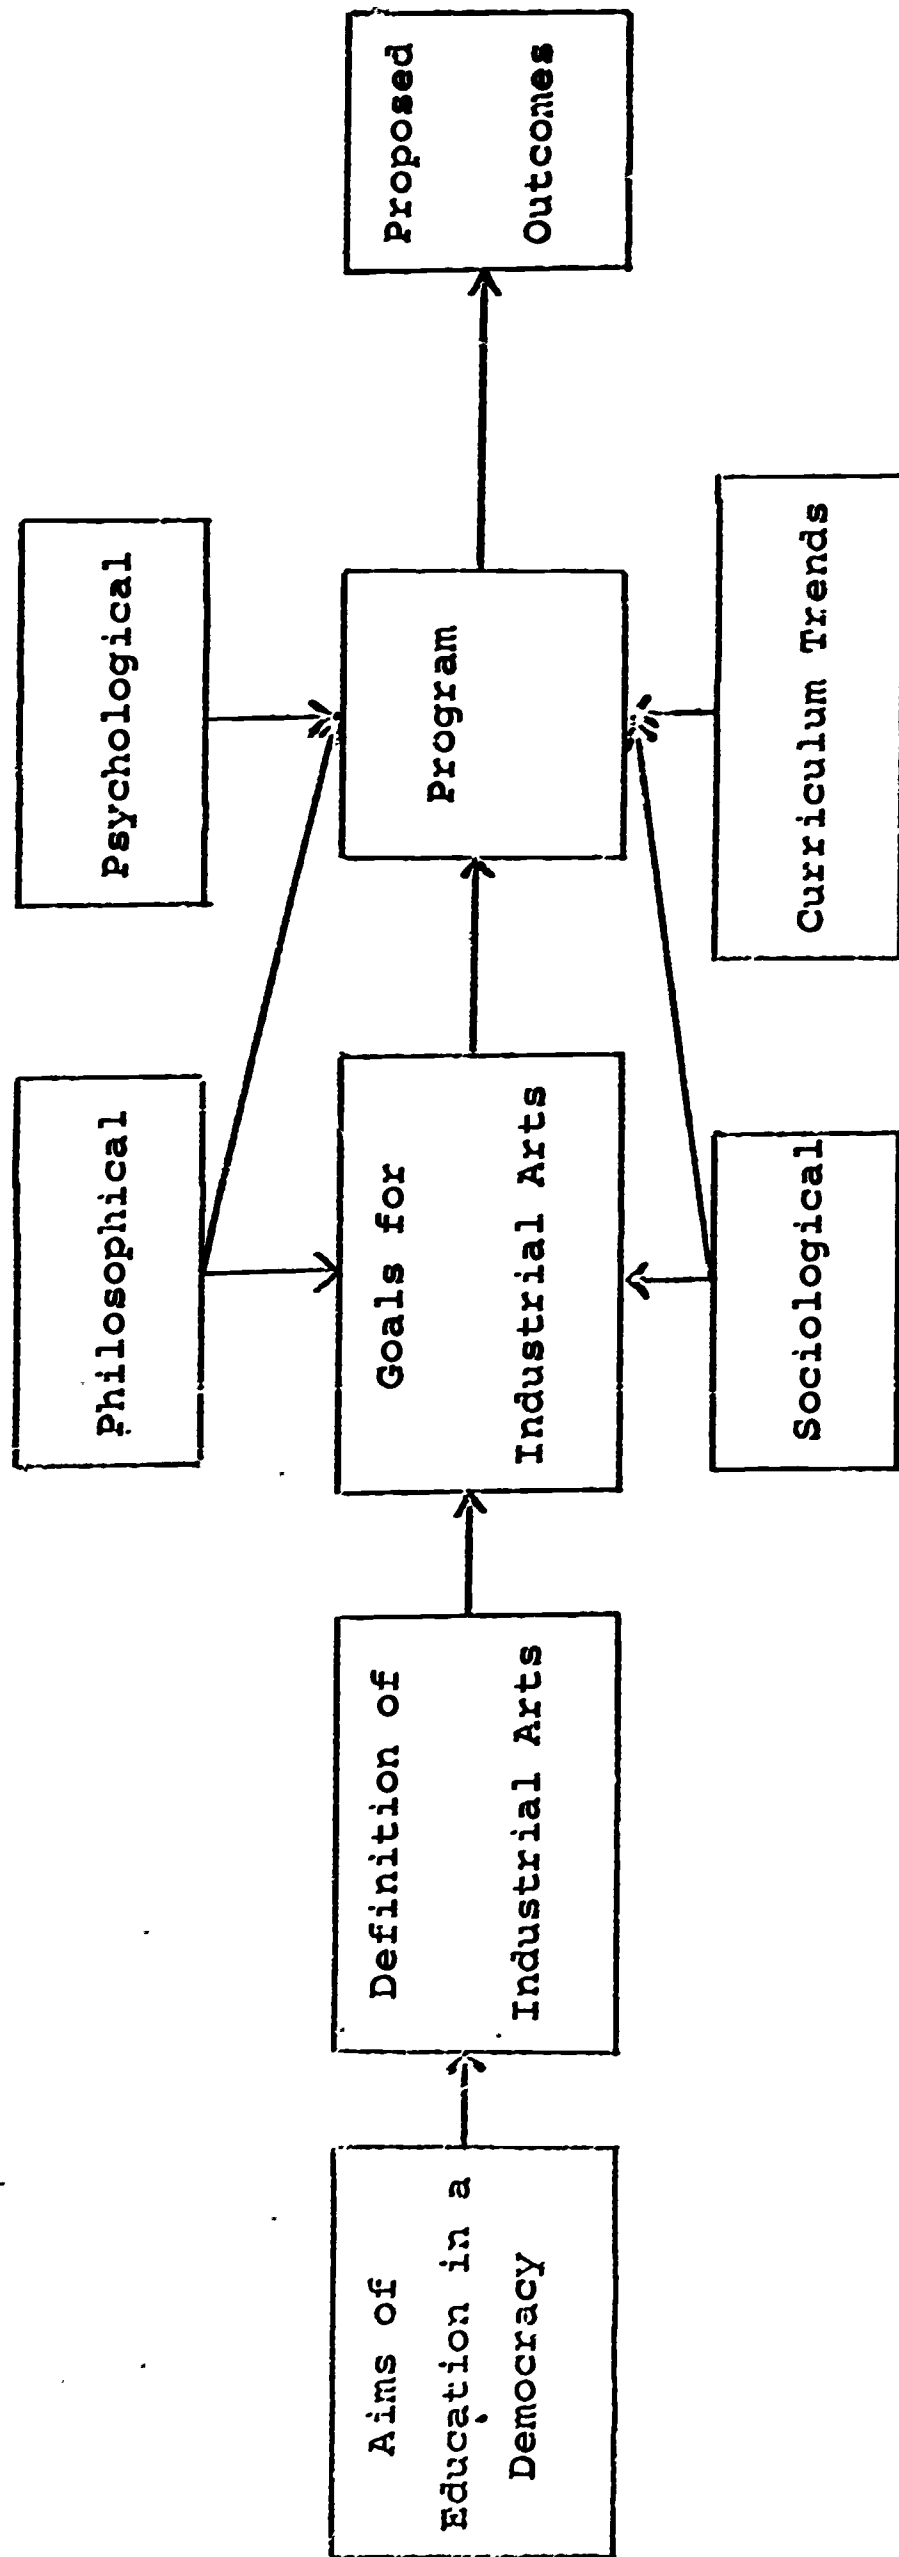 Philosophical
Psychological
Aims of
Education in a
Democracy
Definition of
Industrial Arts
Goals for
Industrial Arts
Program
Proposed
Outcomes
Sociological
Curriculum Trends